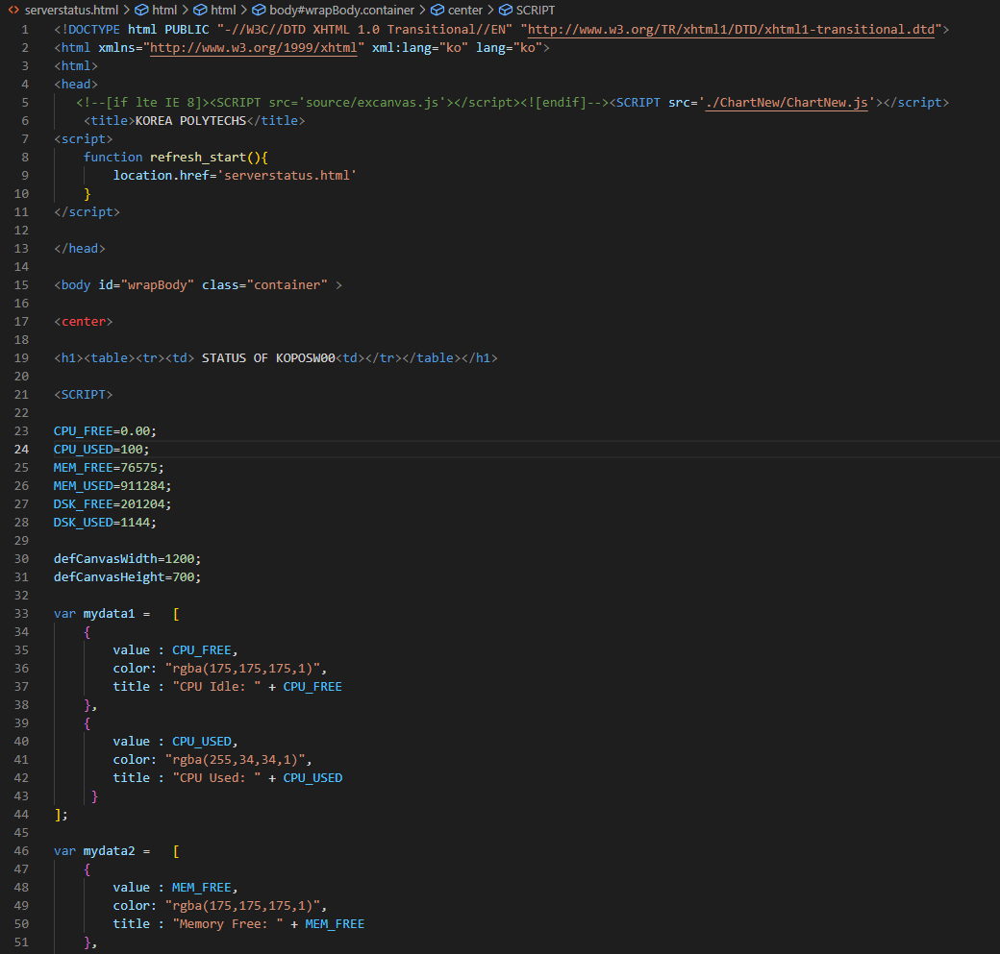 serverstatus.html > html > html > body#wrapBody.container > center > SCRIPT
1 <!DOCTYPE html PUBLIC "-//W3C//DTD XHTML 1.0 Transitional//EN" "http://www.w3.org/TR/xhtml1/DTD/xhtml1-transitional.dtd">
2 <html xmlns="http://www.w3.org/1999/xhtml" xml:lang="ko" lang="ko">
3 <html>
4 <head>
5    <!--[if lte IE 8]><SCRIPT src='source/excanvas.js'></script><![endif]--><SCRIPT src='./ChartNew/ChartNew.js'></script>
6     <title>KOREA POLYTECHS</title>
7 <script>
8     function refresh_start(){
9         location.href='serverstatus.html'
10     }
11 </script>
12
13 </head>
14
15 <body id="wrapBody" class="container" >
16
17 <center>
18
19 <h1><table><tr><td> STATUS OF KOPOSW00<td></tr></table></h1>
20
21 <SCRIPT>
22
23 CPU_FREE=0.00;
24 CPU_USED=100;
25 MEM_FREE=76575;
26 MEM_USED=911284;
27 DSK_FREE=201204;
28 DSK_USED=1144;
29
30 defCanvasWidth=1200;
31 defCanvasHeight=700;
32
33 var mydata1 =   [
34     {
35         value : CPU_FREE,
36         color: "rgba(175,175,175,1)",
37         title : "CPU Idle: " + CPU_FREE
38     },
39     {
40         value : CPU_USED,
41         color: "rgba(255,34,34,1)",
42         title : "CPU Used: " + CPU_USED
43      }
44 ];
45
46 var mydata2 =   [
47     {
48         value : MEM_FREE,
49         color: "rgba(175,175,175,1)",
50         title : "Memory Free: " + MEM_FREE
51     },